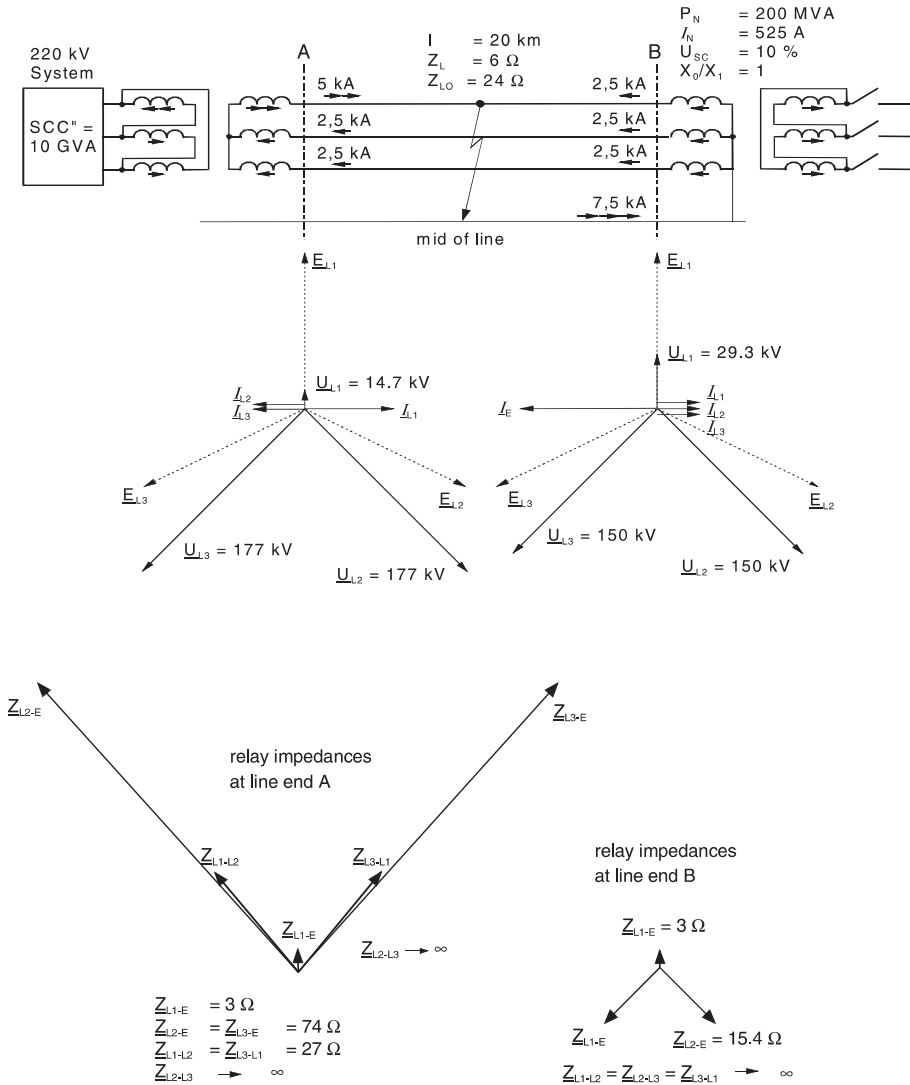 220 kV
System
SCC" =
10 GVA
A
l = 20 km
Z_L = 6 Ω
Z_LO = 24 Ω
B
P_N = 200 MVA
I_N = 525 A
U_SC = 10 %
X_0/X_1 = 1
5 kA
2,5 kA
2,5 kA
2,5 kA
2,5 kA
2,5 kA
7,5 kA
mid of line
E_L1
E_L1
U_L1 = 14.7 kV
U_L1 = 29.3 kV
I_L2
I_L3
I_L1
I_E
I_L1
I_L2
I_L3
E_L3
E_L2
E_L3
E_L2
U_L3 = 177 kV
U_L2 = 177 kV
U_L3 = 150 kV
U_L2 = 150 kV
Z_L2-E
Z_L3-E
relay impedances
at line end A
Z_L1-L2
Z_L3-L1
relay impedances
at line end B
Z_L1-E
Z_L2-L3 → ∞
Z_L1-E = 3 Ω
Z_L1-E = 3 Ω
Z_L2-E = Z_L3-E = 74 Ω
Z_L1-L2 = Z_L3-L1 = 27 Ω
Z_L2-L3 → ∞
Z_L1-E
Z_L2-E = 15.4 Ω
Z_L1-L2 = Z_L2-L3 = Z_L3-L1 → ∞